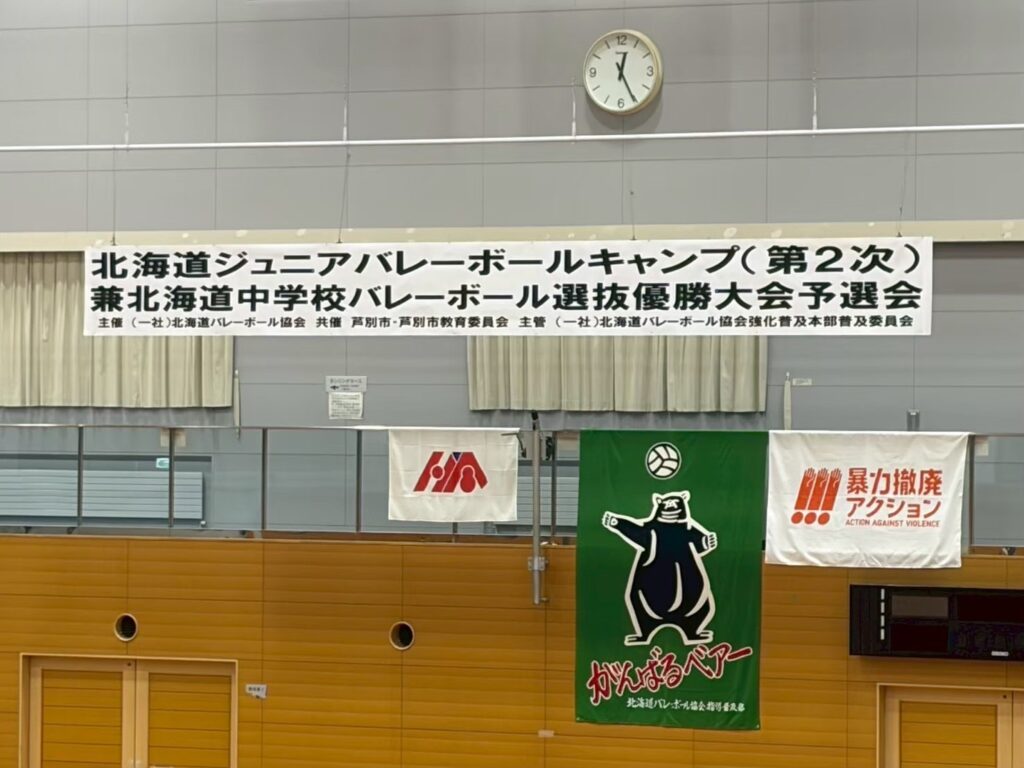 12
3
6
9
北海道ジュニアバレーボールキャンプ(第2次)
兼北海道中学校バレーボール選抜優勝大会予選会
主催 (一社)北海道バレーボール協会 共催 芦別市・芦別市教育委員会 主管 (一社)北海道バレーボール協会強化普及本部普及委員会
暴力撤廃
アクション
ACTION AGAINST VIOLENCE
がんばるベアー
北海道バレーボール協会